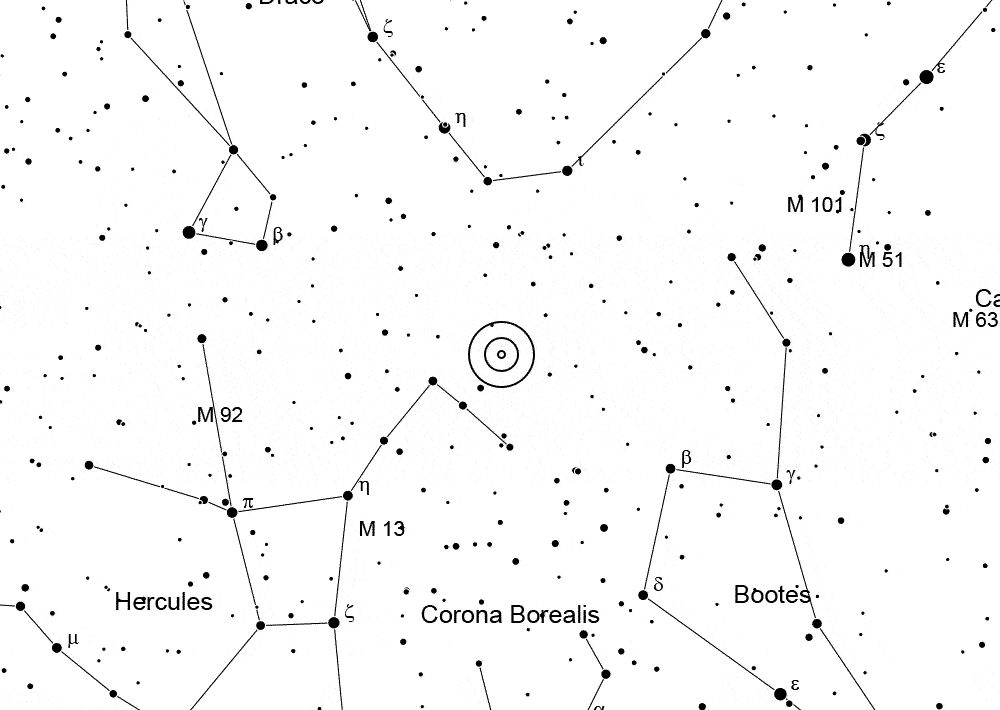 Draco
ζ
ε
η
ζ
ι
M 101
γ
β
η
M 51
Ca
M 63
M 92
β
γ
π
η
M 13
δ
Hercules
Corona Borealis
Bootes
ζ
μ
ε
α